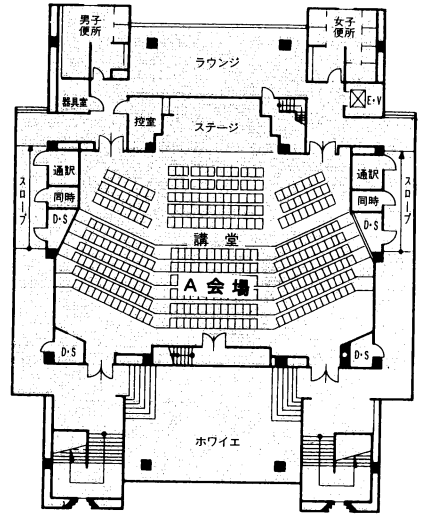 男子
便所
女子
便所
ラウンジ
器具室
控室
ステージ
E・V
通訳
通訳
スロープ
同時
同時
スロープ
D・S
D・S
講堂
A会場
D・S
D・S
ホワイエ